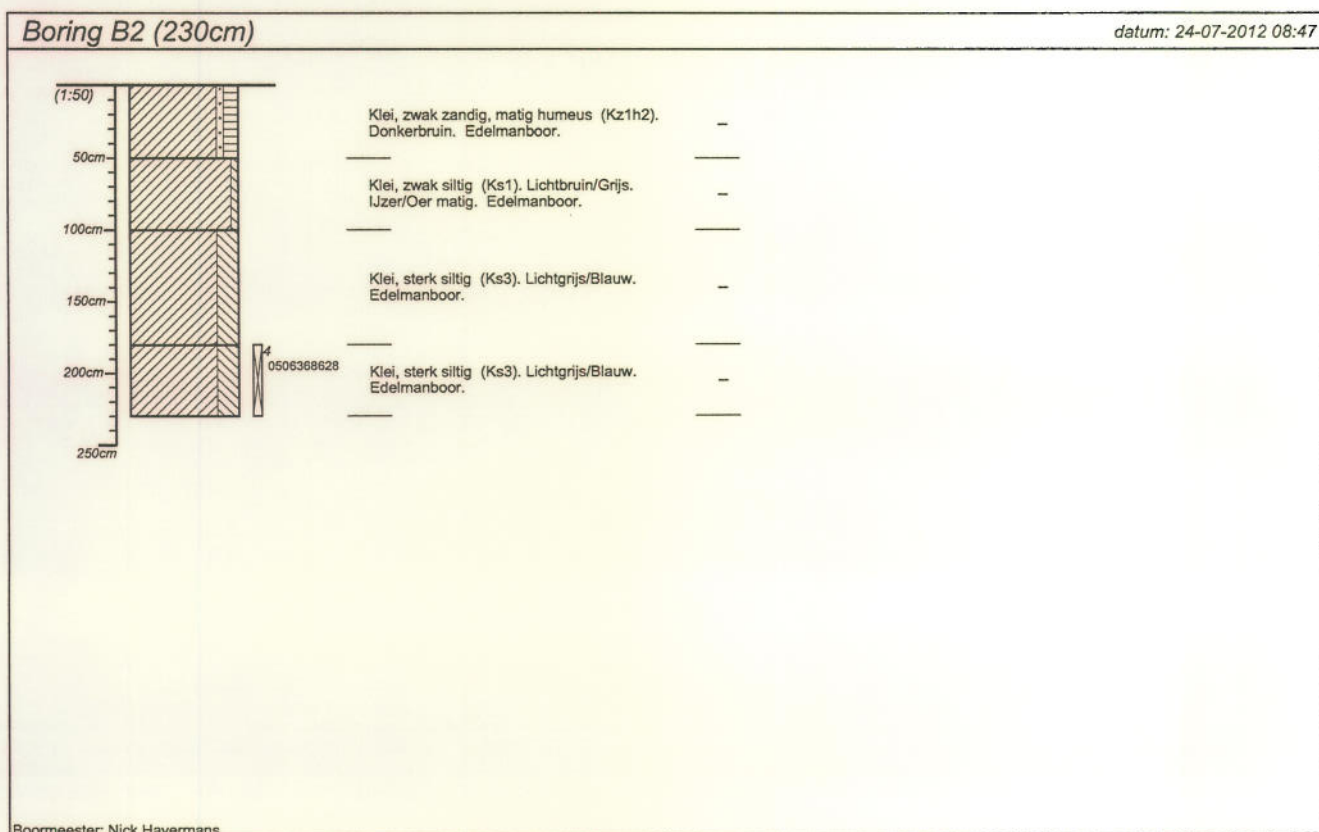 Boring B2 (230cm)
datum: 24-07-2012 08:47
(1:50)
Klei, zwak zandig, matig humeus (Kz1h2).
Donkerbruin. Edelmanboor.
50cm
Klei, zwak siltig (Ks1). Lichtbruin/Grijs.
IJzer/Oer matig. Edelmanboor.
100cm
Klei, sterk siltig (Ks3). Lichtgrijs/Blauw.
Edelmanboor.
150cm
4
0506368628
200cm
Klei, sterk siltig (Ks3). Lichtgrijs/Blauw.
Edelmanboor.
250cm
Boormeester: Nick Havermans